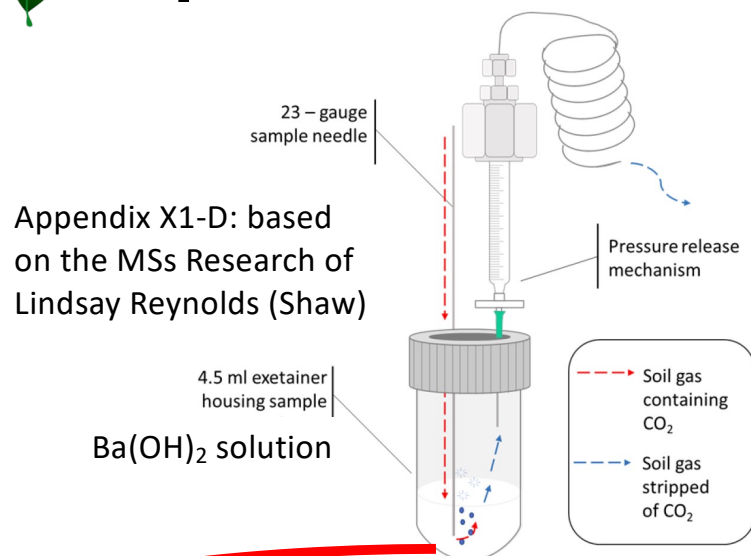 23 – gauge
sample needle
Appendix X1-D: based
on the MSs Research of
Lindsay Reynolds (Shaw)
Pressure release
mechanism
4.5 ml exetainer
housing sample
Ba(OH)₂ solution
Soil gas
containing
CO₂
Soil gas
stripped
of CO₂